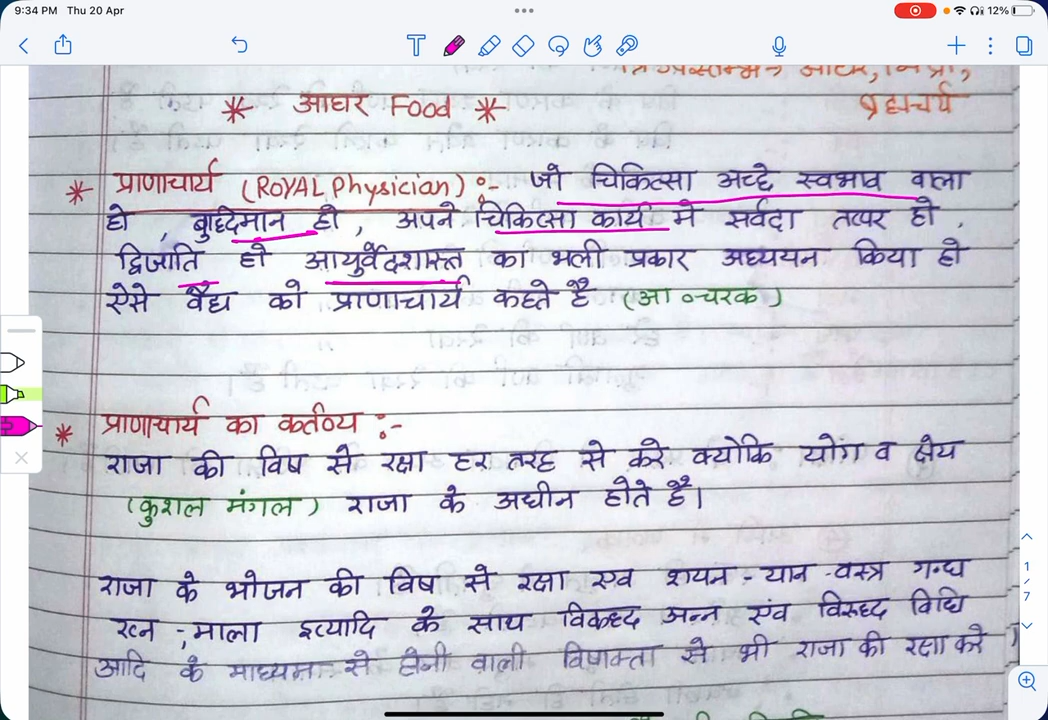 9:34 PM Thu 20 Apr
12%
आहार, निद्रा,
* आधर Food *
ब्रह्मचर्य
* प्राणाचार्य (ROYAL Physician) :- जो चिकित्सा अच्छे स्वभाव वाला
हो , बुध्दिमान हो , अपने चिकित्सा कार्य मे सर्वदा तत्पर हो ,
द्विजाति हो आयुर्वेदशास्त्र का भली प्रकार अध्ययन किया हो
ऐसे वैद्य को प्राणाचार्य कहते है (आ ०चरक)
* प्राणाचार्य का कर्तव्य :-
राजा की विष से रक्षा हर तरह से करे क्योकि योग व क्षेय
(कुशल मंगल) राजा के अधीन होते है।
राजा के भोजन की विष से रक्षा एव शयन - यान -वस्त्र गन्ध
रत्न , माला इत्यादि के साथ विरुध्द अन्न एंव विरुध्द विधि
आदि के माध्यम से होनी वाली विषाक्ता से भी राजा की रक्षा करे।
1
/
7